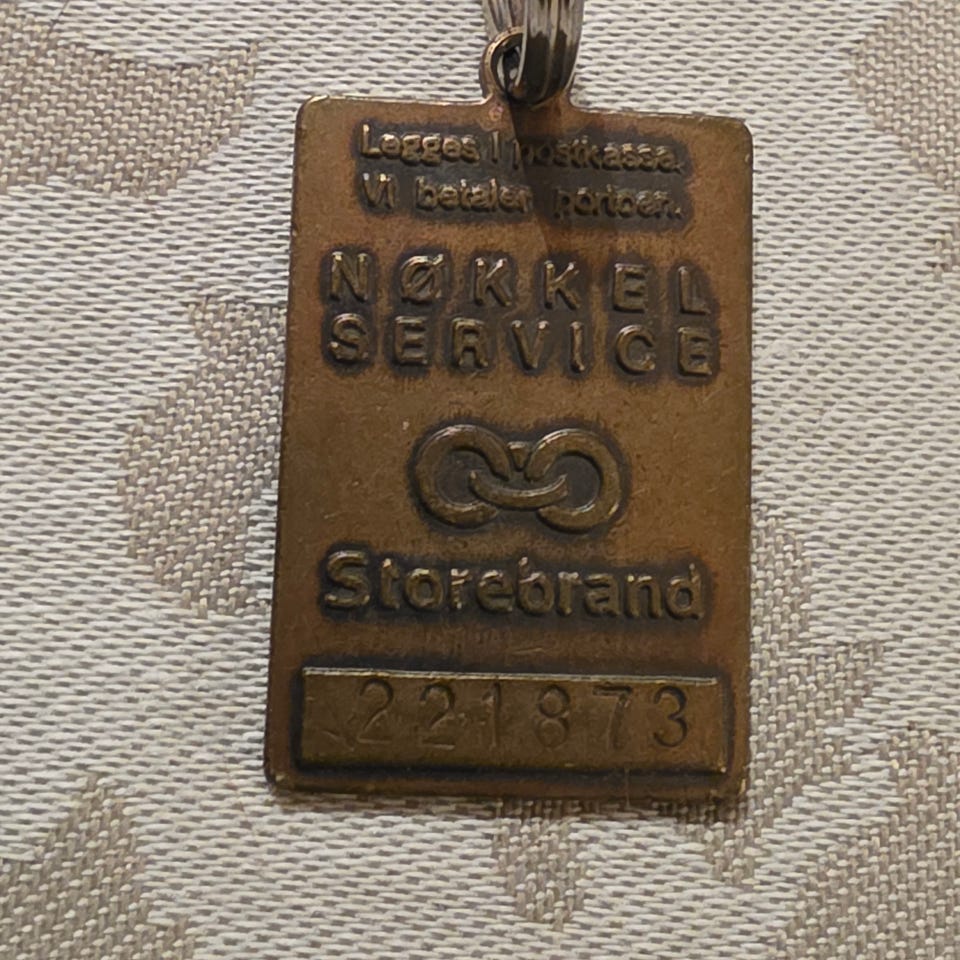 Legges I postkassa.
Vi betaler portoen.
NØKKEL
SERVICE
Storebrand
221873